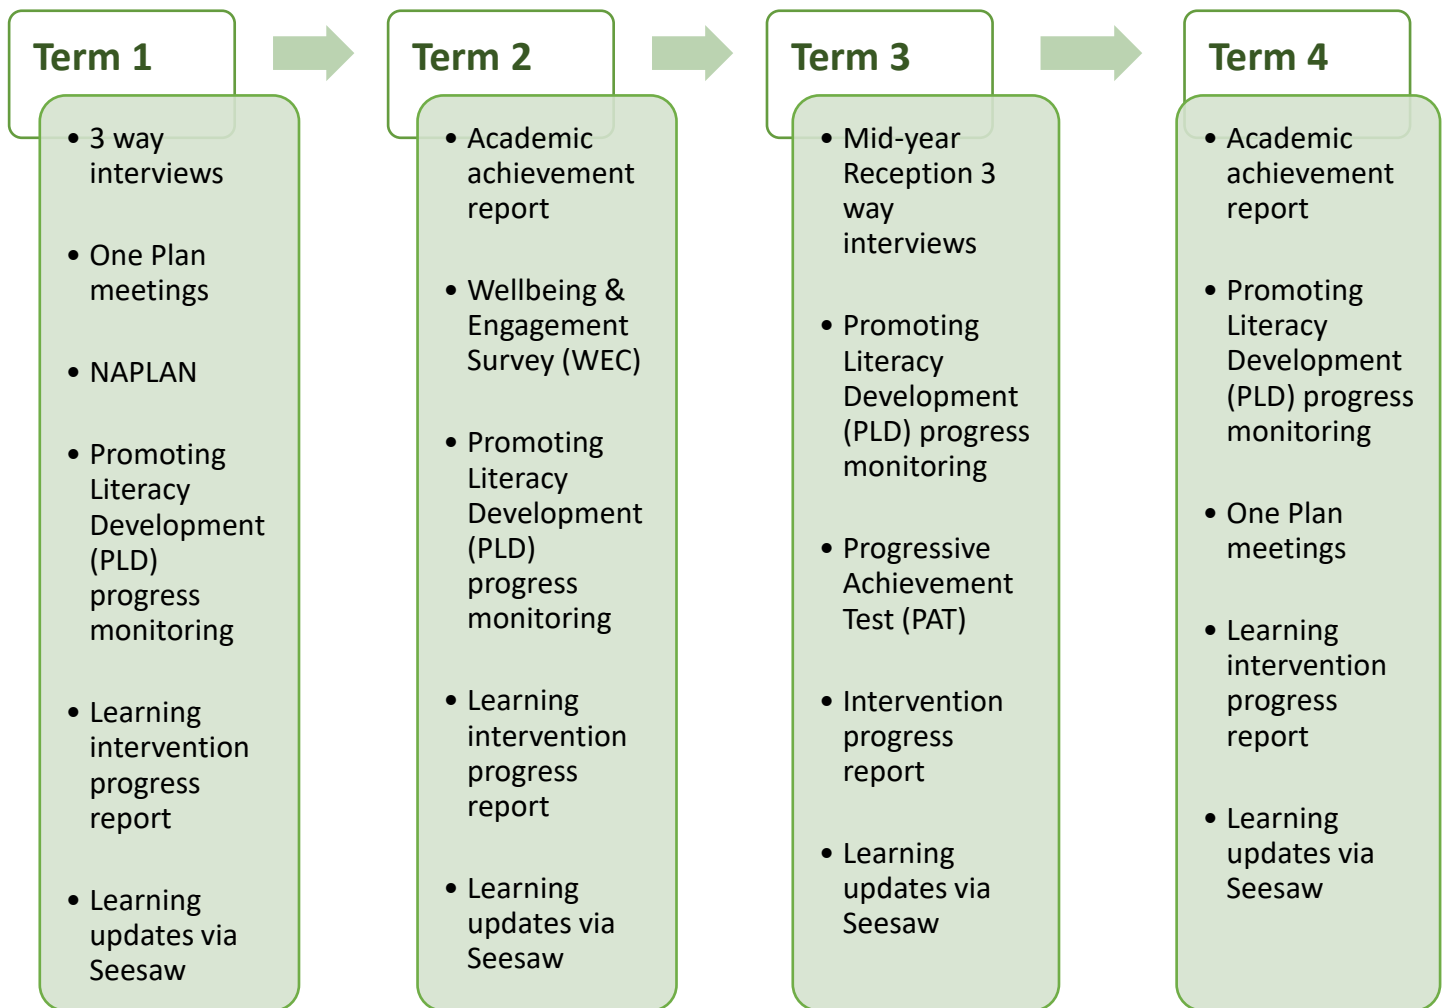 Term 1
• 3 way
interviews
• One Plan
meetings
• NAPLAN
• Promoting
Literacy
Development
(PLD)
progress
monitoring
• Learning
intervention
progress
report
• Learning
updates via
Seesaw
Term 2
• Academic
achievement
report
• Wellbeing &
Engagement
Survey (WEC)
• Promoting
Literacy
Development
(PLD)
progress
monitoring
• Learning
intervention
progress
report
• Learning
updates via
Seesaw
Term 3
• Mid-year
Reception 3
way
interviews
• Promoting
Literacy
Development
(PLD) progress
monitoring
• Progressive
Achievement
Test (PAT)
• Intervention
progress
report
• Learning
updates via
Seesaw
Term 4
• Academic
achievement
report
• Promoting
Literacy
Development
(PLD) progress
monitoring
• One Plan
meetings
• Learning
intervention
progress
report
• Learning
updates via
Seesaw